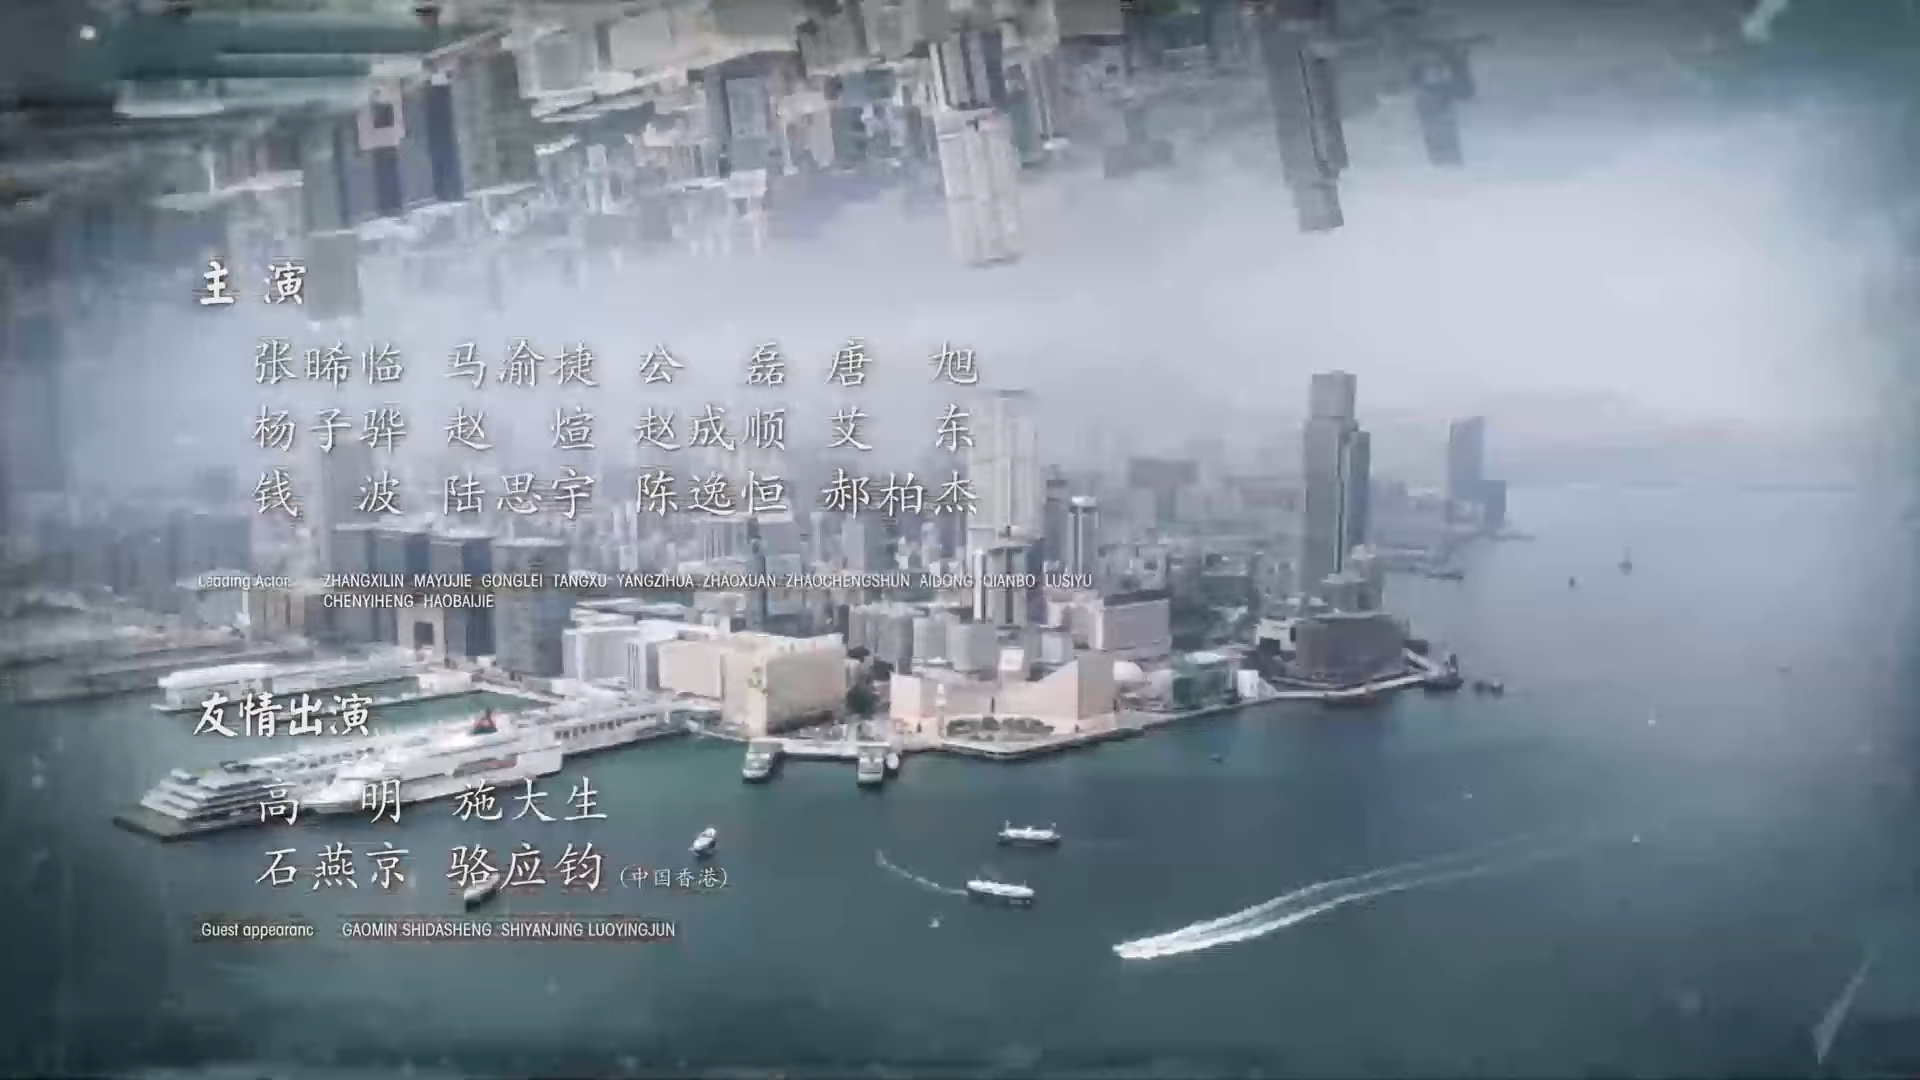 主 演
张晞临 马渝捷 公 磊 唐 旭
杨子骅 赵 煊 赵成顺 艾 东
钱 波 陆思宇 陈逸恒 郝柏杰
Leading Actor ZHANGXILIN MAYUJIE GONGLEI TANGXU YANGZIHUA ZHAOXUAN ZHAOCHENGSHUN AIDONG QIANBO LUSIYU
CHENYIHENG HAOBAIJIE
友情出演
高 明 施大生
石燕京 骆应钧(中国香港)
Guest appearanc GAOMIN SHIDASHENG SHIYANJING LUOYINGJUN